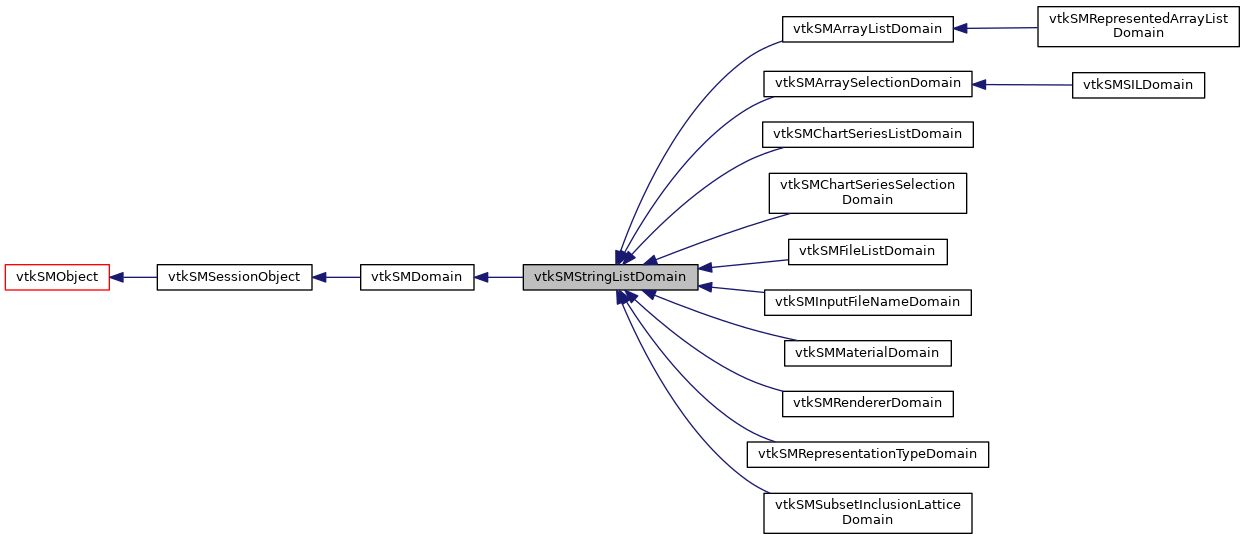 vtkSMArrayListDomain
vtkSMRepresentedArrayList
Domain
vtkSMArraySelectionDomain
vtkSMSILDomain
vtkSMChartSeriesListDomain
vtkSMChartSeriesSelection
Domain
vtkSMFileListDomain
vtkSMObject
vtkSMSessionObject
vtkSMDomain
vtkSMStringListDomain
vtkSMInputFileNameDomain
vtkSMMaterialDomain
vtkSMRendererDomain
vtkSMRepresentationTypeDomain
vtkSMSubsetInclusionLattice
Domain